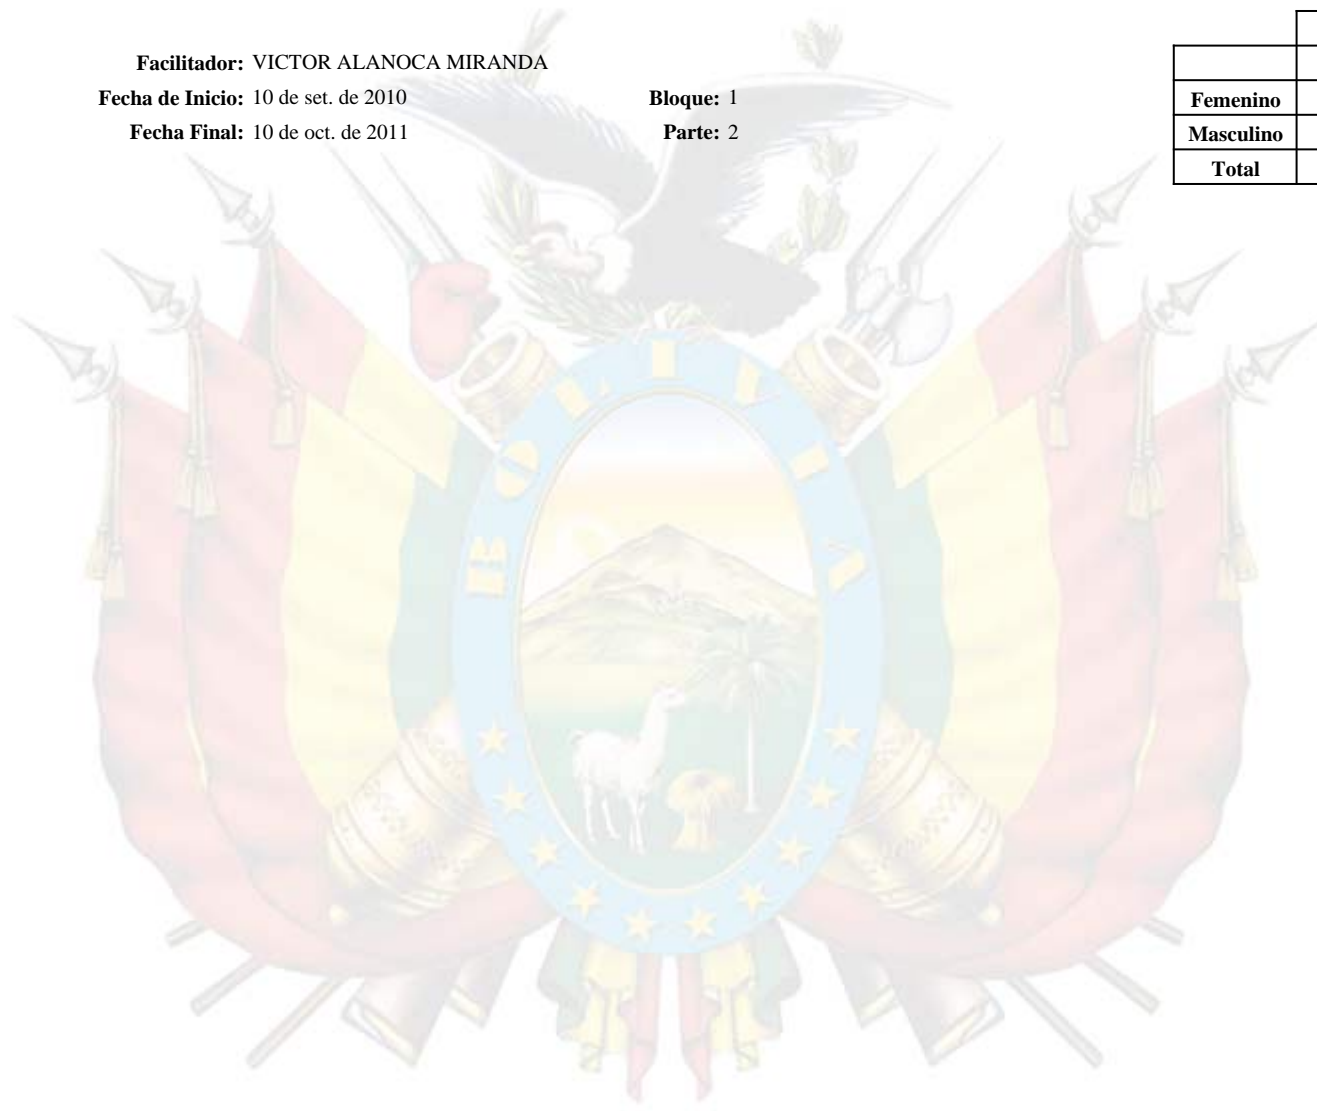 Facilitador: VICTOR ALANOCA MIRANDA
Fecha de Inicio: 10 de set. de 2010 Bloque: 1
Fecha Final: 10 de oct. de 2011 Parte: 2
Femenino
Masculino
Total
BOLIVIA